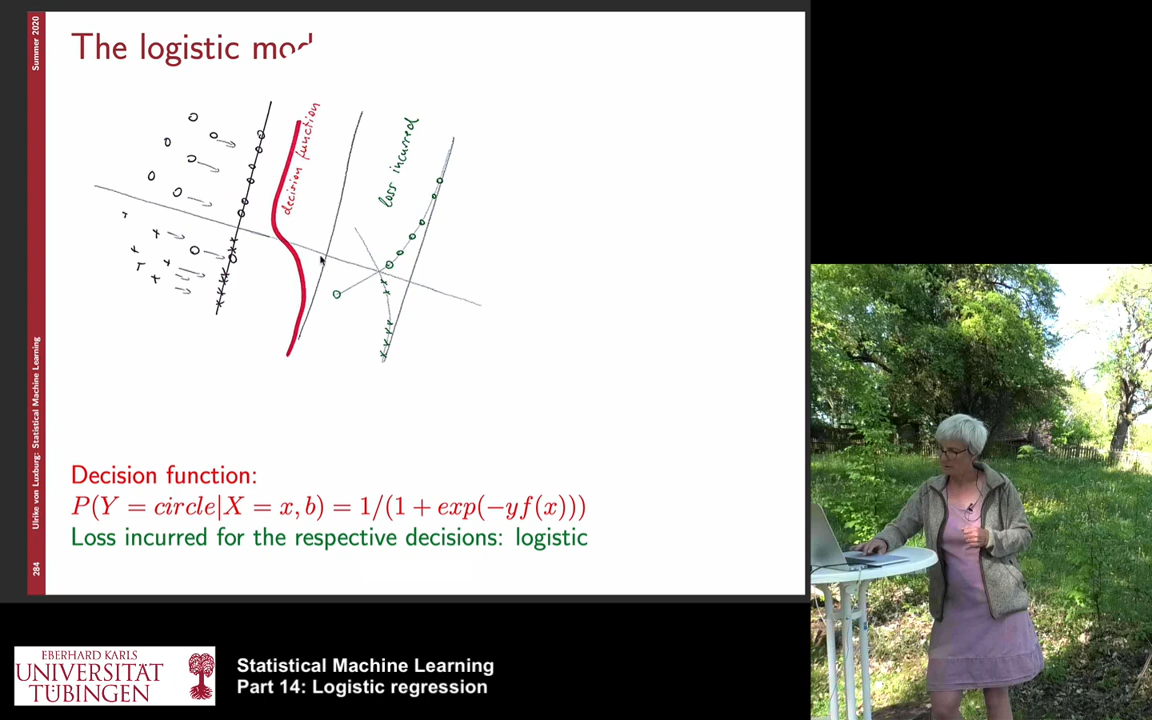 Summer 2020
The logistic mod
decision function
loss incurred
Decision function:
P(Y = circle|X = x, b) = 1/(1 + exp(−yf(x)))
Loss incurred for the respective decisions: logistic
Ulrike von Luxburg: Statistical Machine Learning
284
EBERHARD KARLS
UNIVERSITÄT
TÜBINGEN
Statistical Machine Learning
Part 14: Logistic regression